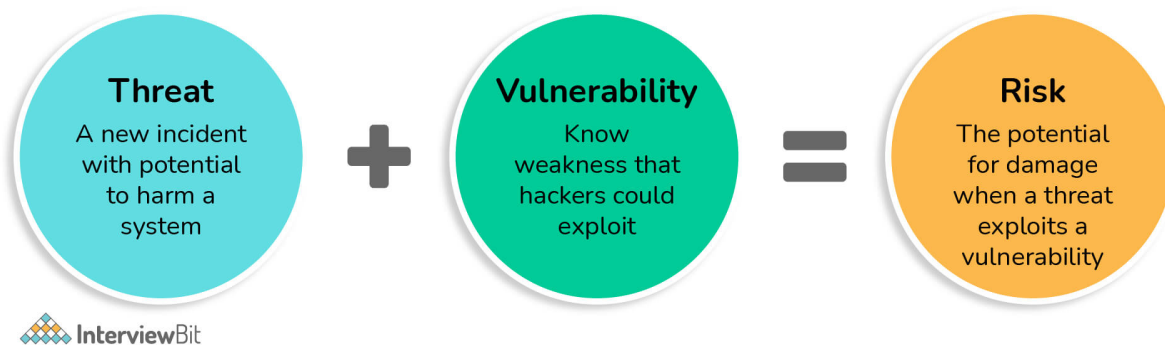 Threat
A new incident
with potential
to harm a
system
+
Vulnerability
Know
weakness that
hackers could
exploit
=
Risk
The potential
for damage
when a threat
exploits a
vulnerability
InterviewBit